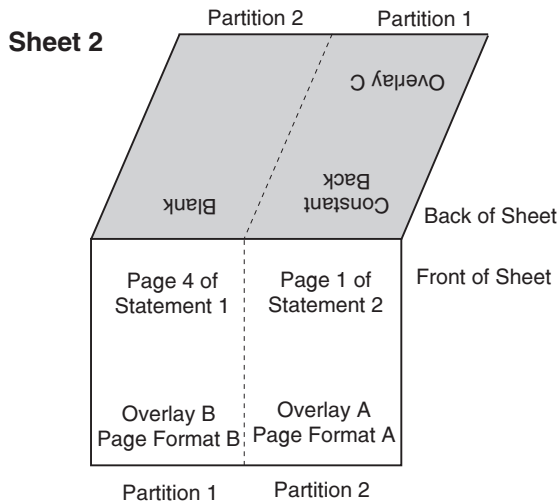 Partition 2
Partition 1
Sheet 2
Overlay C
Constant
Back
Blank
Back of Sheet
Page 4 of
Statement 1
Page 1 of
Statement 2
Front of Sheet
Overlay B
Page Format B
Overlay A
Page Format A
Partition 1
Partition 2